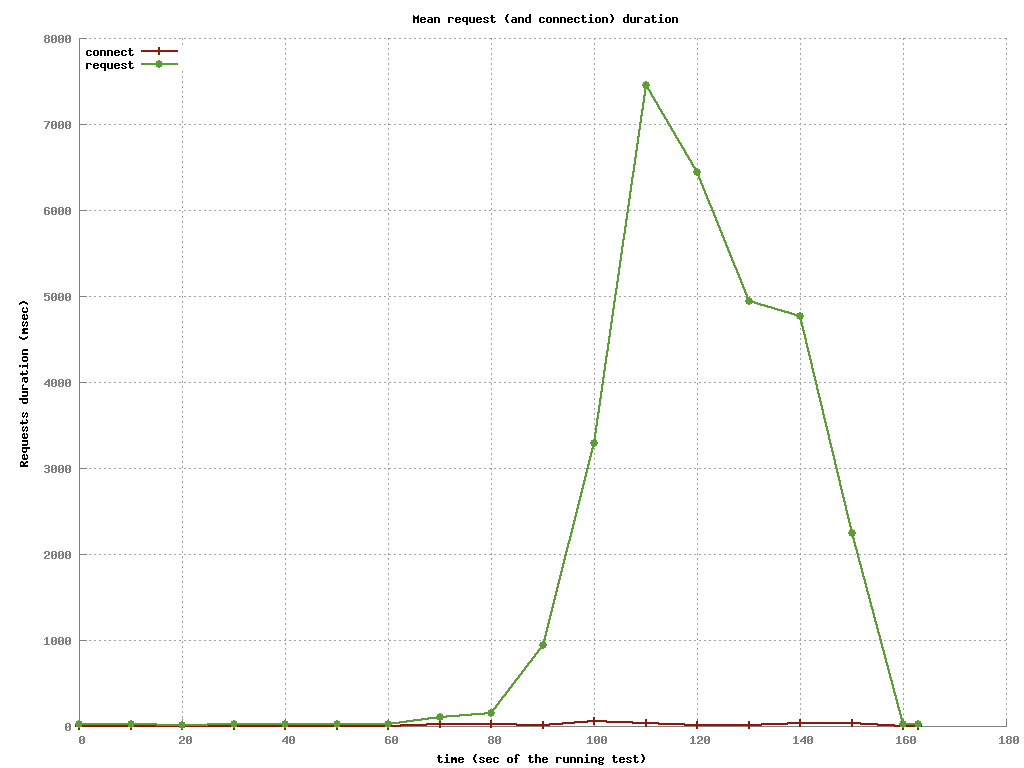 Mean request (and connection) duration
connect
request
8000
7000
6000
5000
4000
3000
2000
1000
0
Requests duration (msec)
0 20 40 60 80 100 120 140 160 180
time (sec of the running test)